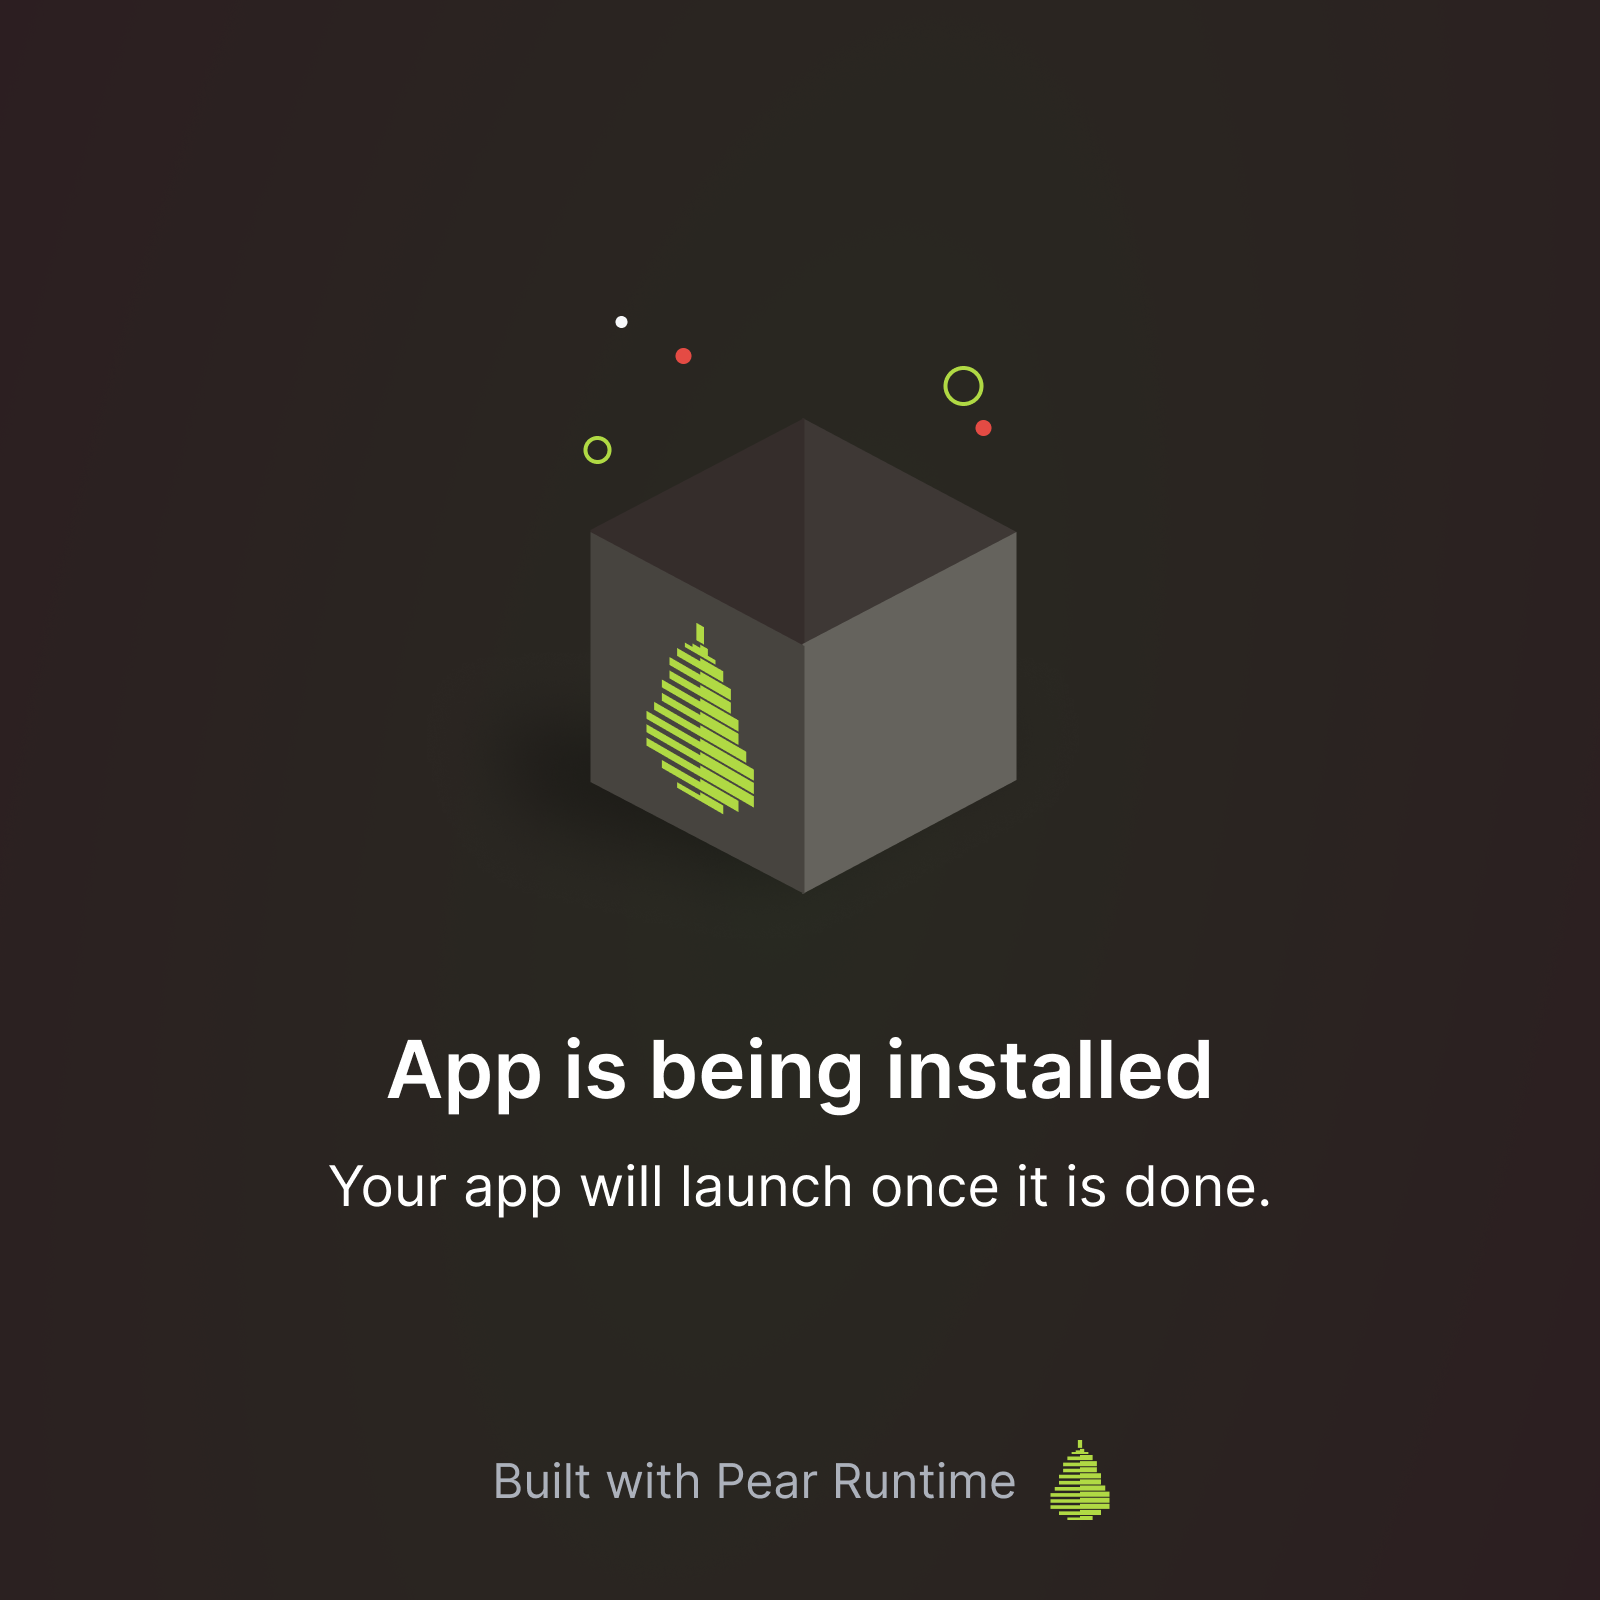 App is being installed
Your app will launch once it is done.
Built with Pear Runtime